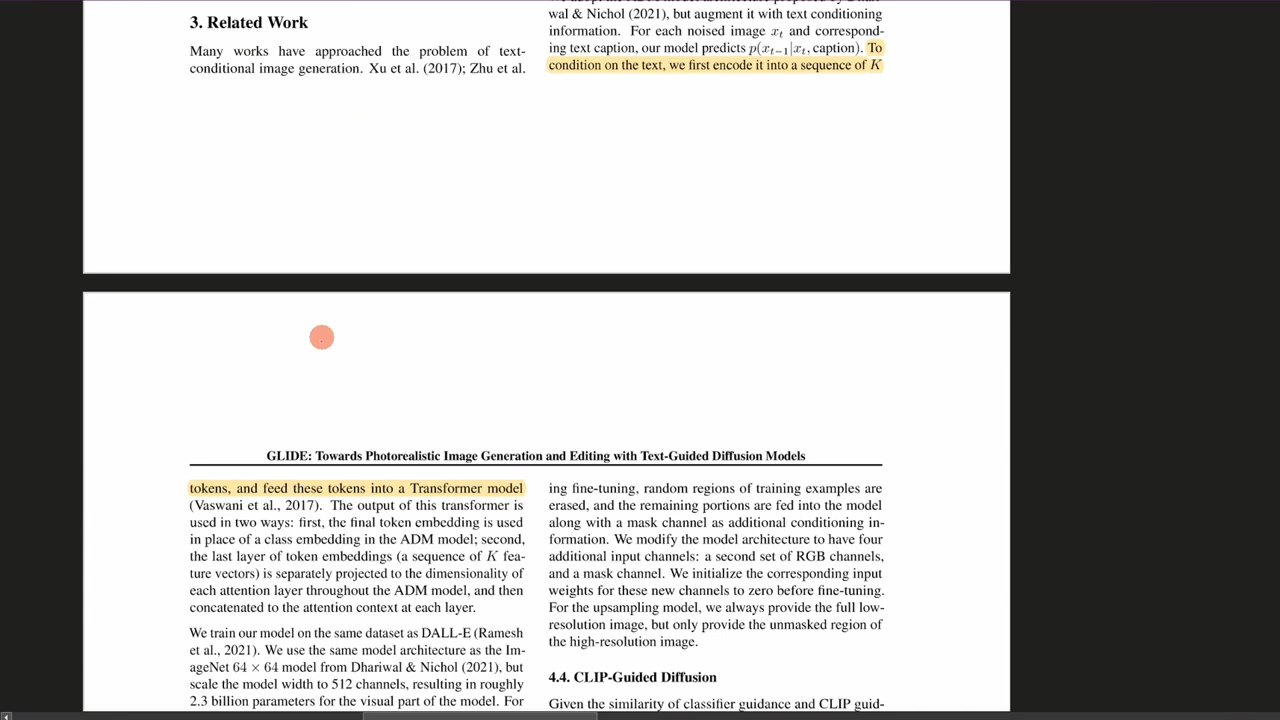 3. Related Work
Many works have approached the problem of text-
conditional image generation. Xu et al. (2017); Zhu et al.
wal & Nichol (2021), but augment it with text conditioning
information. For each noised image x_t and correspond-
ing text caption, our model predicts p(x_{t−1}|x_t, caption). To
condition on the text, we first encode it into a sequence of K
GLIDE: Towards Photorealistic Image Generation and Editing with Text-Guided Diffusion Models
tokens, and feed these tokens into a Transformer model
(Vaswani et al., 2017). The output of this transformer is
used in two ways: first, the final token embedding is used
in place of a class embedding in the ADM model; second,
the last layer of token embeddings (a sequence of K fea-
ture vectors) is separately projected to the dimensionality of
each attention layer throughout the ADM model, and then
concatenated to the attention context at each layer.
We train our model on the same dataset as DALL-E (Ramesh
et al., 2021). We use the same model architecture as the Im-
ageNet 64 × 64 model from Dhariwal & Nichol (2021), but
scale the model width to 512 channels, resulting in roughly
2.3 billion parameters for the visual part of the model. For
ing fine-tuning, random regions of training examples are
erased, and the remaining portions are fed into the model
along with a mask channel as additional conditioning in-
formation. We modify the model architecture to have four
additional input channels: a second set of RGB channels,
and a mask channel. We initialize the corresponding input
weights for these new channels to zero before fine-tuning.
For the upsampling model, we always provide the full low-
resolution image, but only provide the unmasked region of
the high-resolution image.
4.4. CLIP-Guided Diffusion
Given the similarity of classifier guidance and CLIP guid-